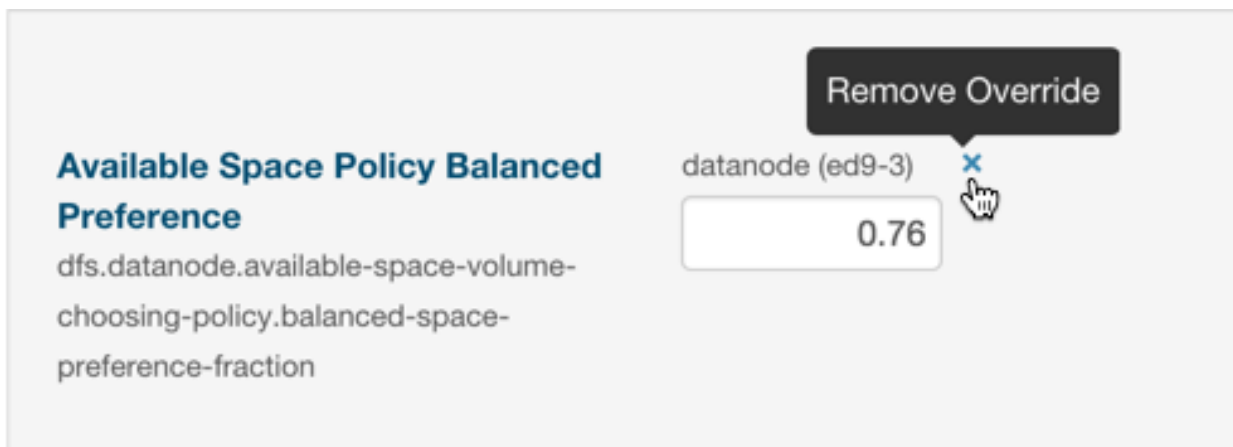 Remove Override
Available Space Policy Balanced
Preference
dfs.datanode.available-space-volume-
choosing-policy.balanced-space-
preference-fraction
datanode (ed9-3)
0.76